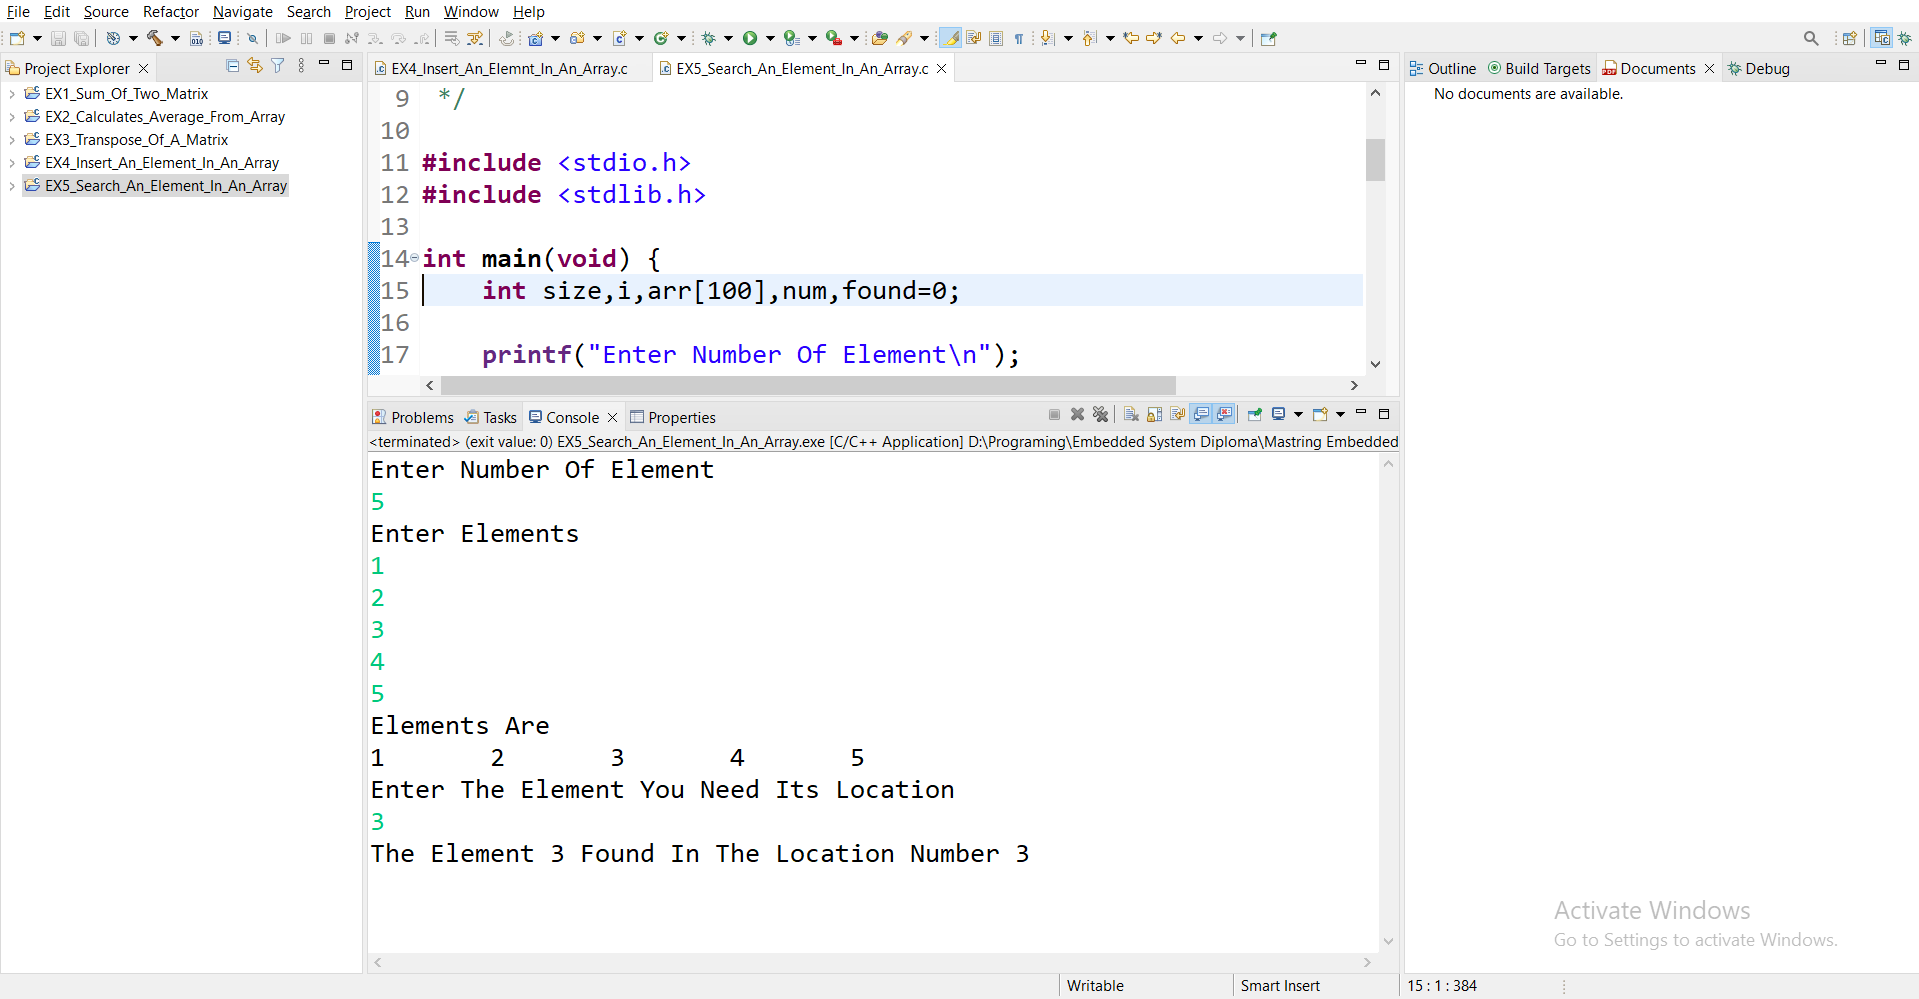 File Edit Source Refactor Navigate Search Project Run Window Help
Project Explorer
EX1_Sum_Of_Two_Matrix
EX2_Calculates_Average_From_Array
EX3_Transpose_Of_A_Matrix
EX4_Insert_An_Element_In_An_Array
EX5_Search_An_Element_In_An_Array
EX4_Insert_An_Elemnt_In_An_Array.c
EX5_Search_An_Element_In_An_Array.c
9 */
10
11 #include <stdio.h>
12 #include <stdlib.h>
13
14 int main(void) {
15 int size,i,arr[100],num,found=0;
16
17 printf("Enter Number Of Element\n");
Problems Tasks Console Properties
<terminated> (exit value: 0) EX5_Search_An_Element_In_An_Array.exe [C/C++ Application] D:\Programing\Embedded System Diploma\Mastring Embedded
Enter Number Of Element
5
Enter Elements
1
2
3
4
5
Elements Are
1 2 3 4 5
Enter The Element You Need Its Location
3
The Element 3 Found In The Location Number 3
Outline Build Targets Documents Debug
No documents are available.
Activate Windows
Go to Settings to activate Windows.
Writable Smart Insert 15 : 1 : 384